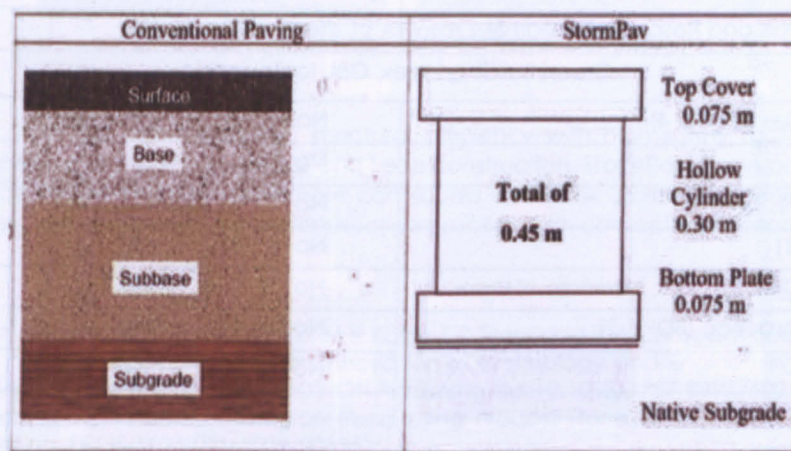 Conventional Paving
Surface
Base
Subbase
Subgrade
StormPav
Top Cover
0.075 m
Hollow
Cylinder
0.30 m
Total of
0.45 m
Bottom Plate
0.075 m
Native Subgrade